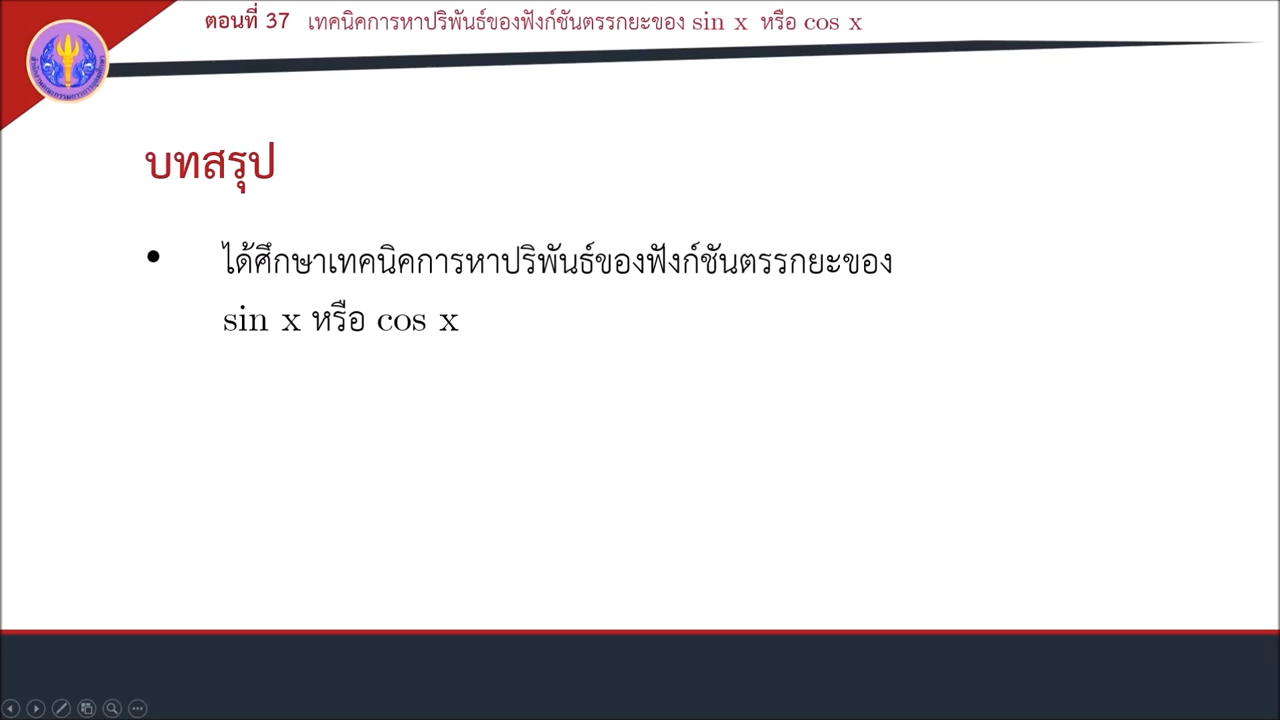 ตอนที่ 37 เทคนิคการหาปริพันธ์ของฟังก์ชันตรรกยะของ sin x หรือ cos x
บทสรุป
• ได้ศึกษาเทคนิคการหาปริพันธ์ของฟังก์ชันตรรกยะของ
sin x หรือ cos x